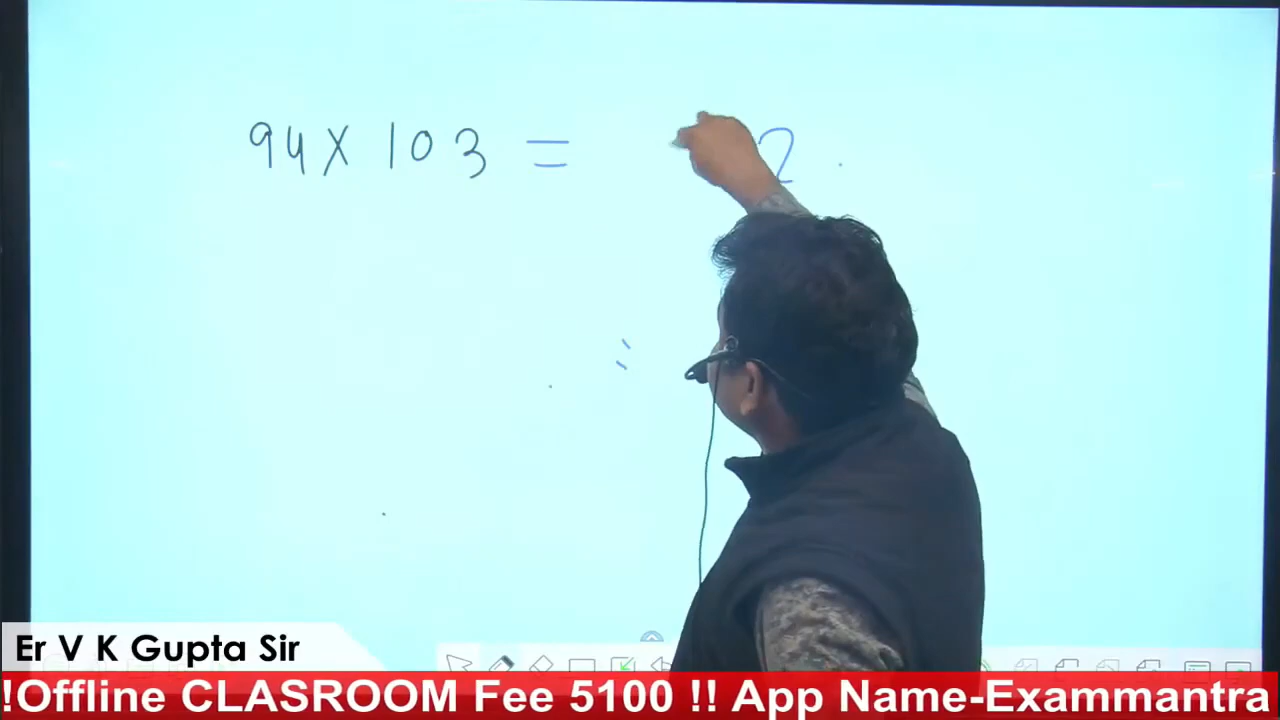 94 X 103 = 2
Er V K Gupta Sir
!Offline CLASROOM Fee 5100 !! App Name-Exammantra